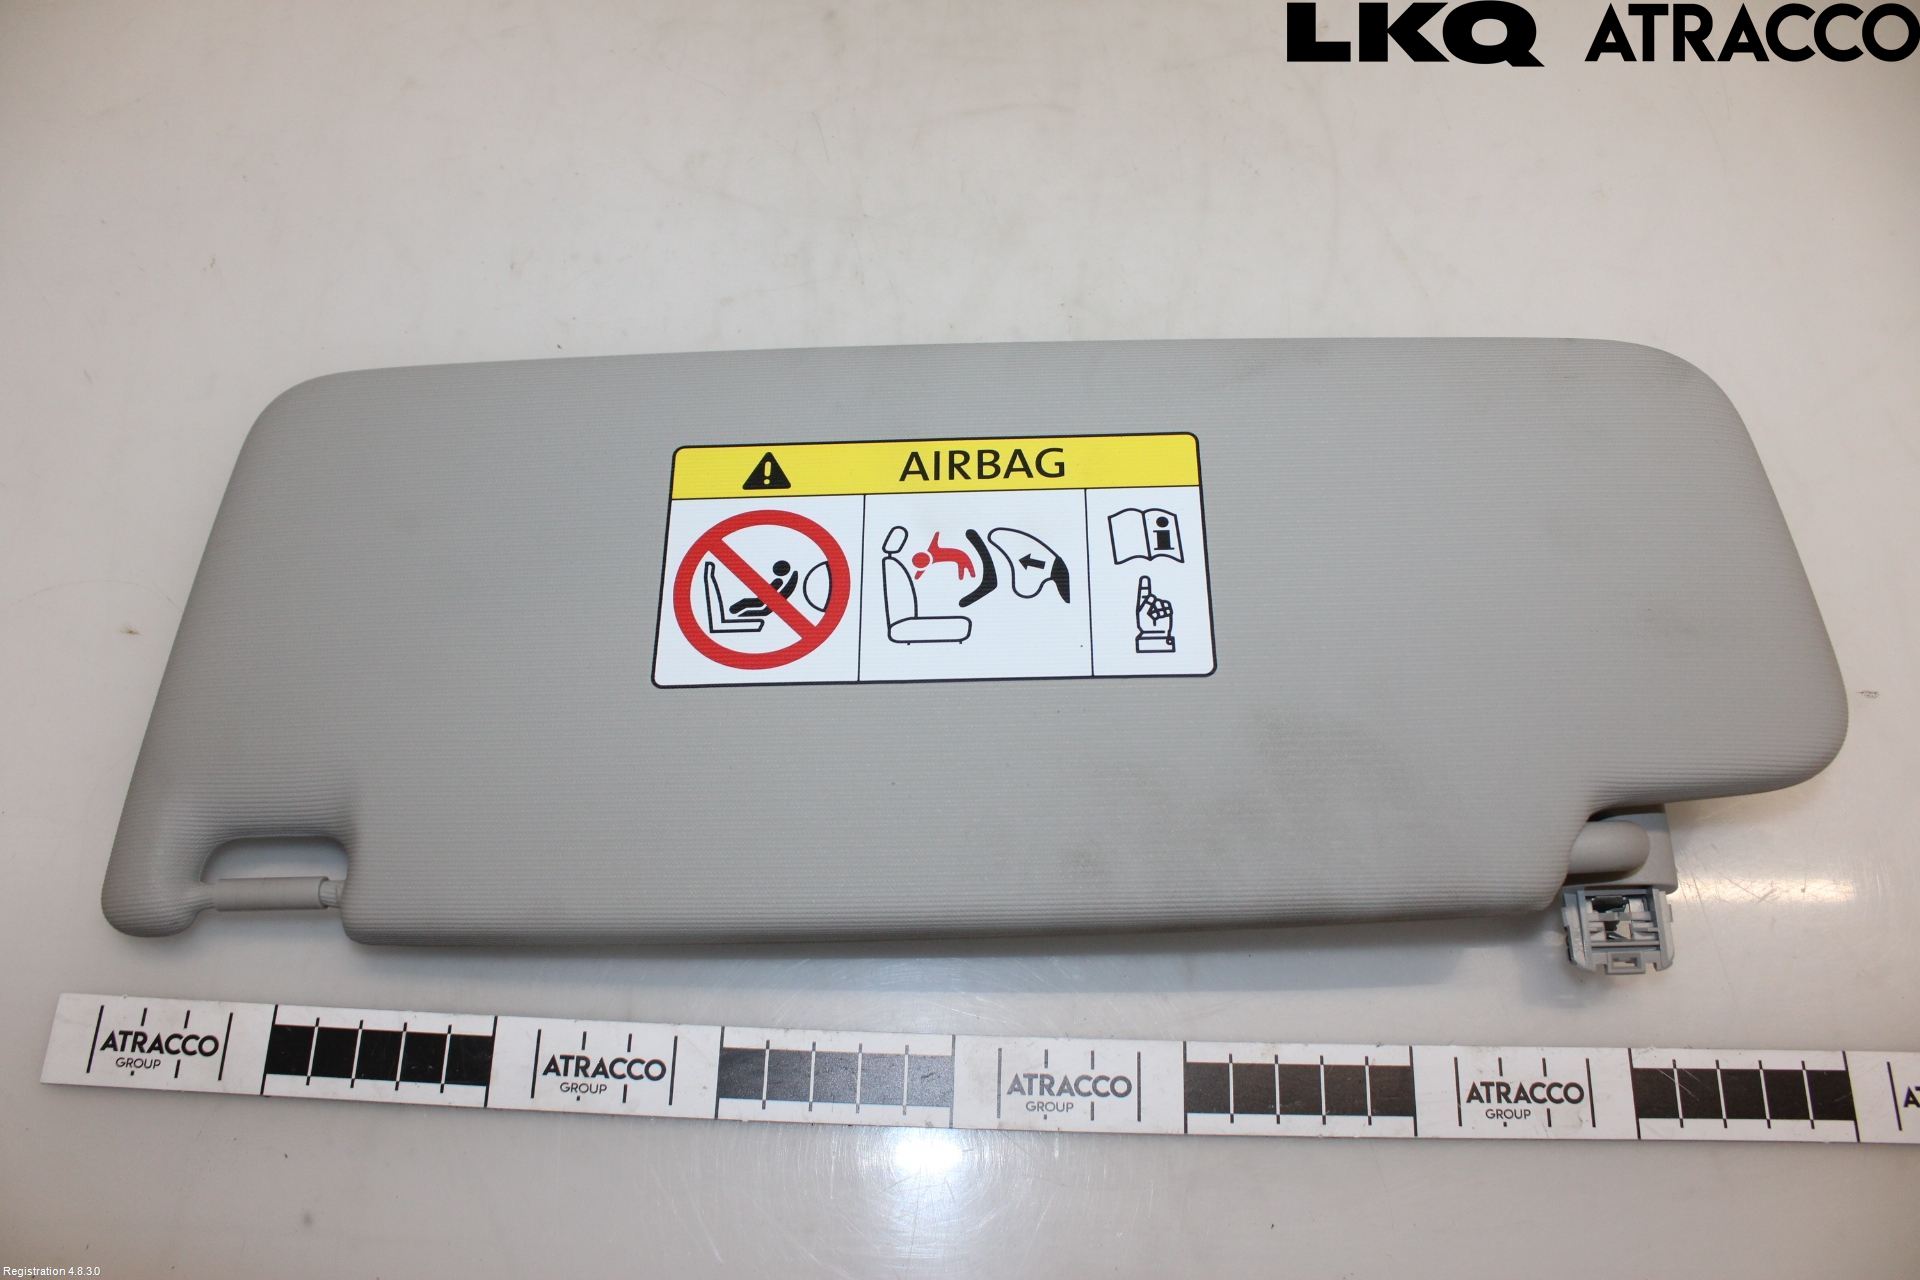 LKQ ATRACCO
AIRBAG
i
ATRACCO
GROUP
ATRACCO
GROUP
ATRACCO
GROUP
ATRACCO
GROUP
Registration 4.8.3.0